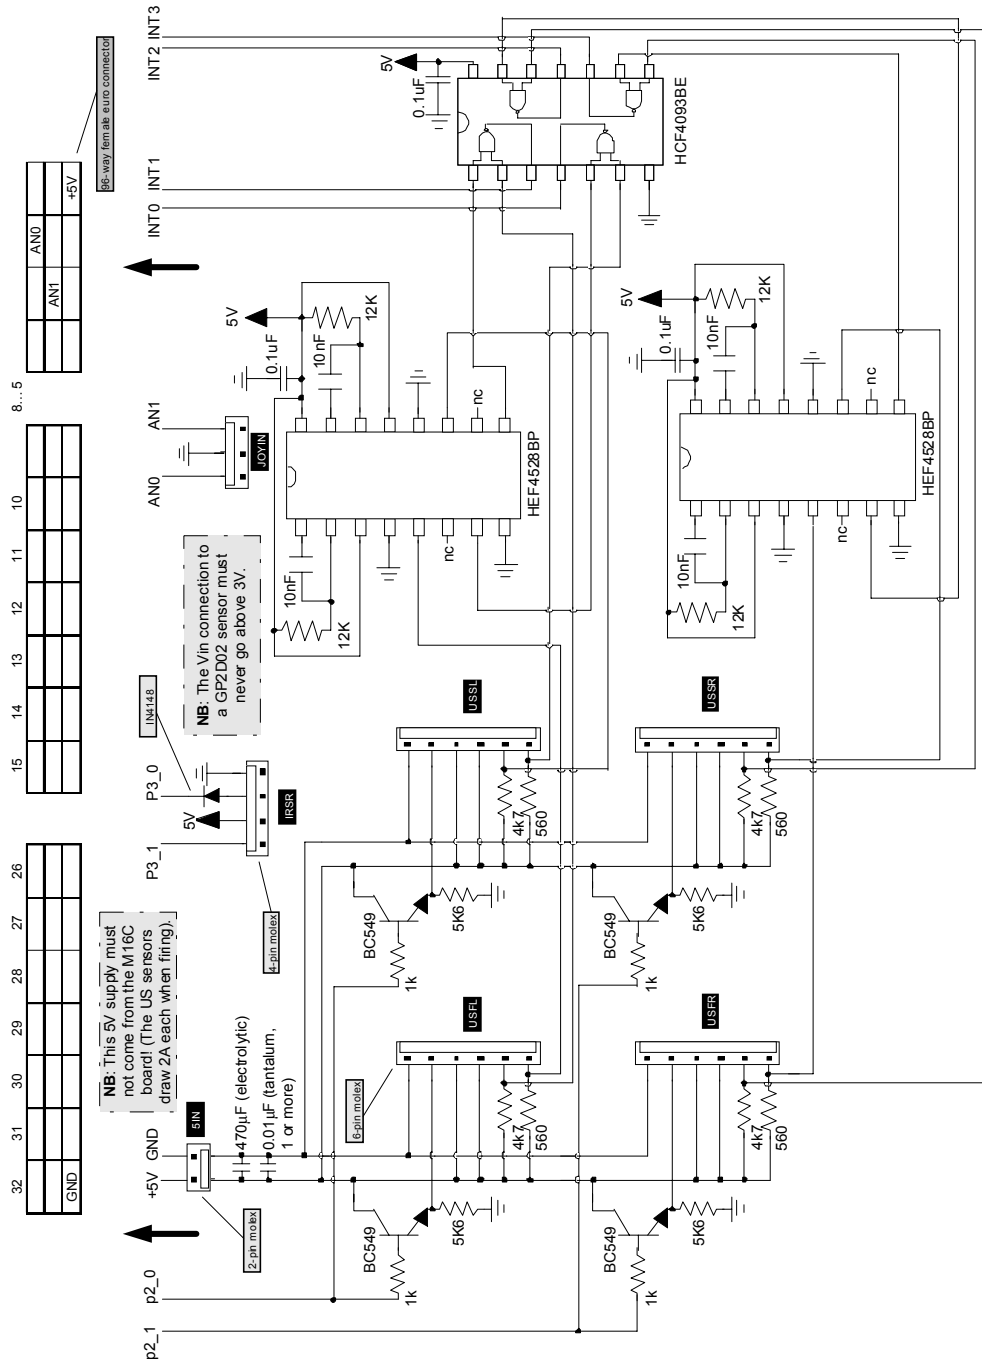 32
31
30
29
28
27
26
15
14
13
12
11
10
8...5
GND
AN1
AN0
+5V
96-way female euro connector
p2_1
p2_0
+5V
GND
P3_1
5V
P3_0
AN0
AN1
INT0
INT1
INT2
INT3
2-pin molex
5IN
NB: This 5V supply must
not come from the M16C
board! (The US sensors
draw 2A each when firing).
470µF (electrolytic)
0.01µF (tantalum,
1 or more)
4-pin molex
IRSR
IN4148
NB: The Vin connection to
a GP2D02 sensor must
never go above 3V.
JOYIN
5V
0.1uF
10nF
12K
10nF
12K
nc
nc
HEF4528BP
5V
0.1uF
HCF4093BE
6-pin molex
BC549
1k
5K6
USFL
4k7
560
BC549
1k
5K6
USSL
4k7
560
BC549
1k
5K6
USFR
4k7
560
BC549
1k
5K6
USSR
4k7
560
5V
0.1uF
10nF
12K
10nF
12K
nc
nc
HEF4528BP